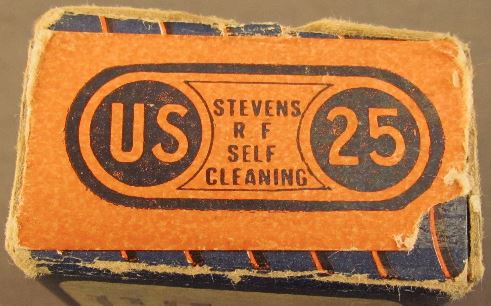 US
STEVENS
R F
SELF
CLEANING
25